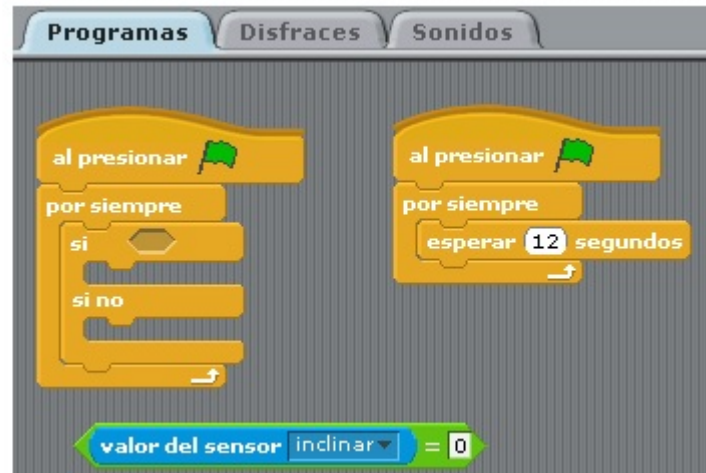 Programas Disfraces Sonidos
al presionar
por siempre
si
si no
al presionar
por siempre
esperar 12 segundos
valor del sensor inclinar = 0